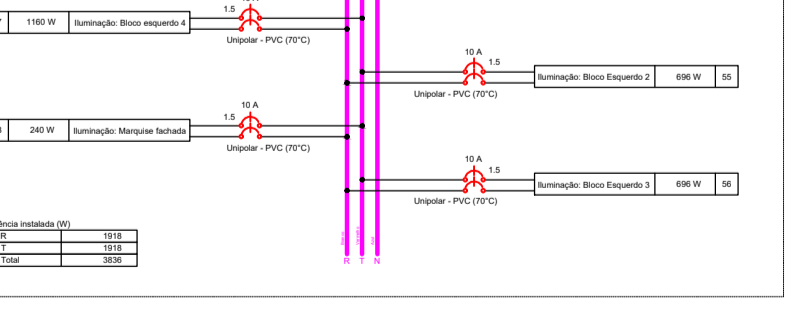 1.5
1160 W Iluminação: Bloco esquerdo 4
Unipolar - PVC (70°C)
10 A
1.5
Iluminação: Bloco Esquerdo 2 696 W 55
Unipolar - PVC (70°C)
10 A
1.5
240 W Iluminação: Marquise fachada
Unipolar - PVC (70°C)
10 A
1.5
Iluminação: Bloco Esquerdo 3 696 W 56
Unipolar - PVC (70°C)
ência instalada (W)
R 1918
T 1918
Total 3836
R T N